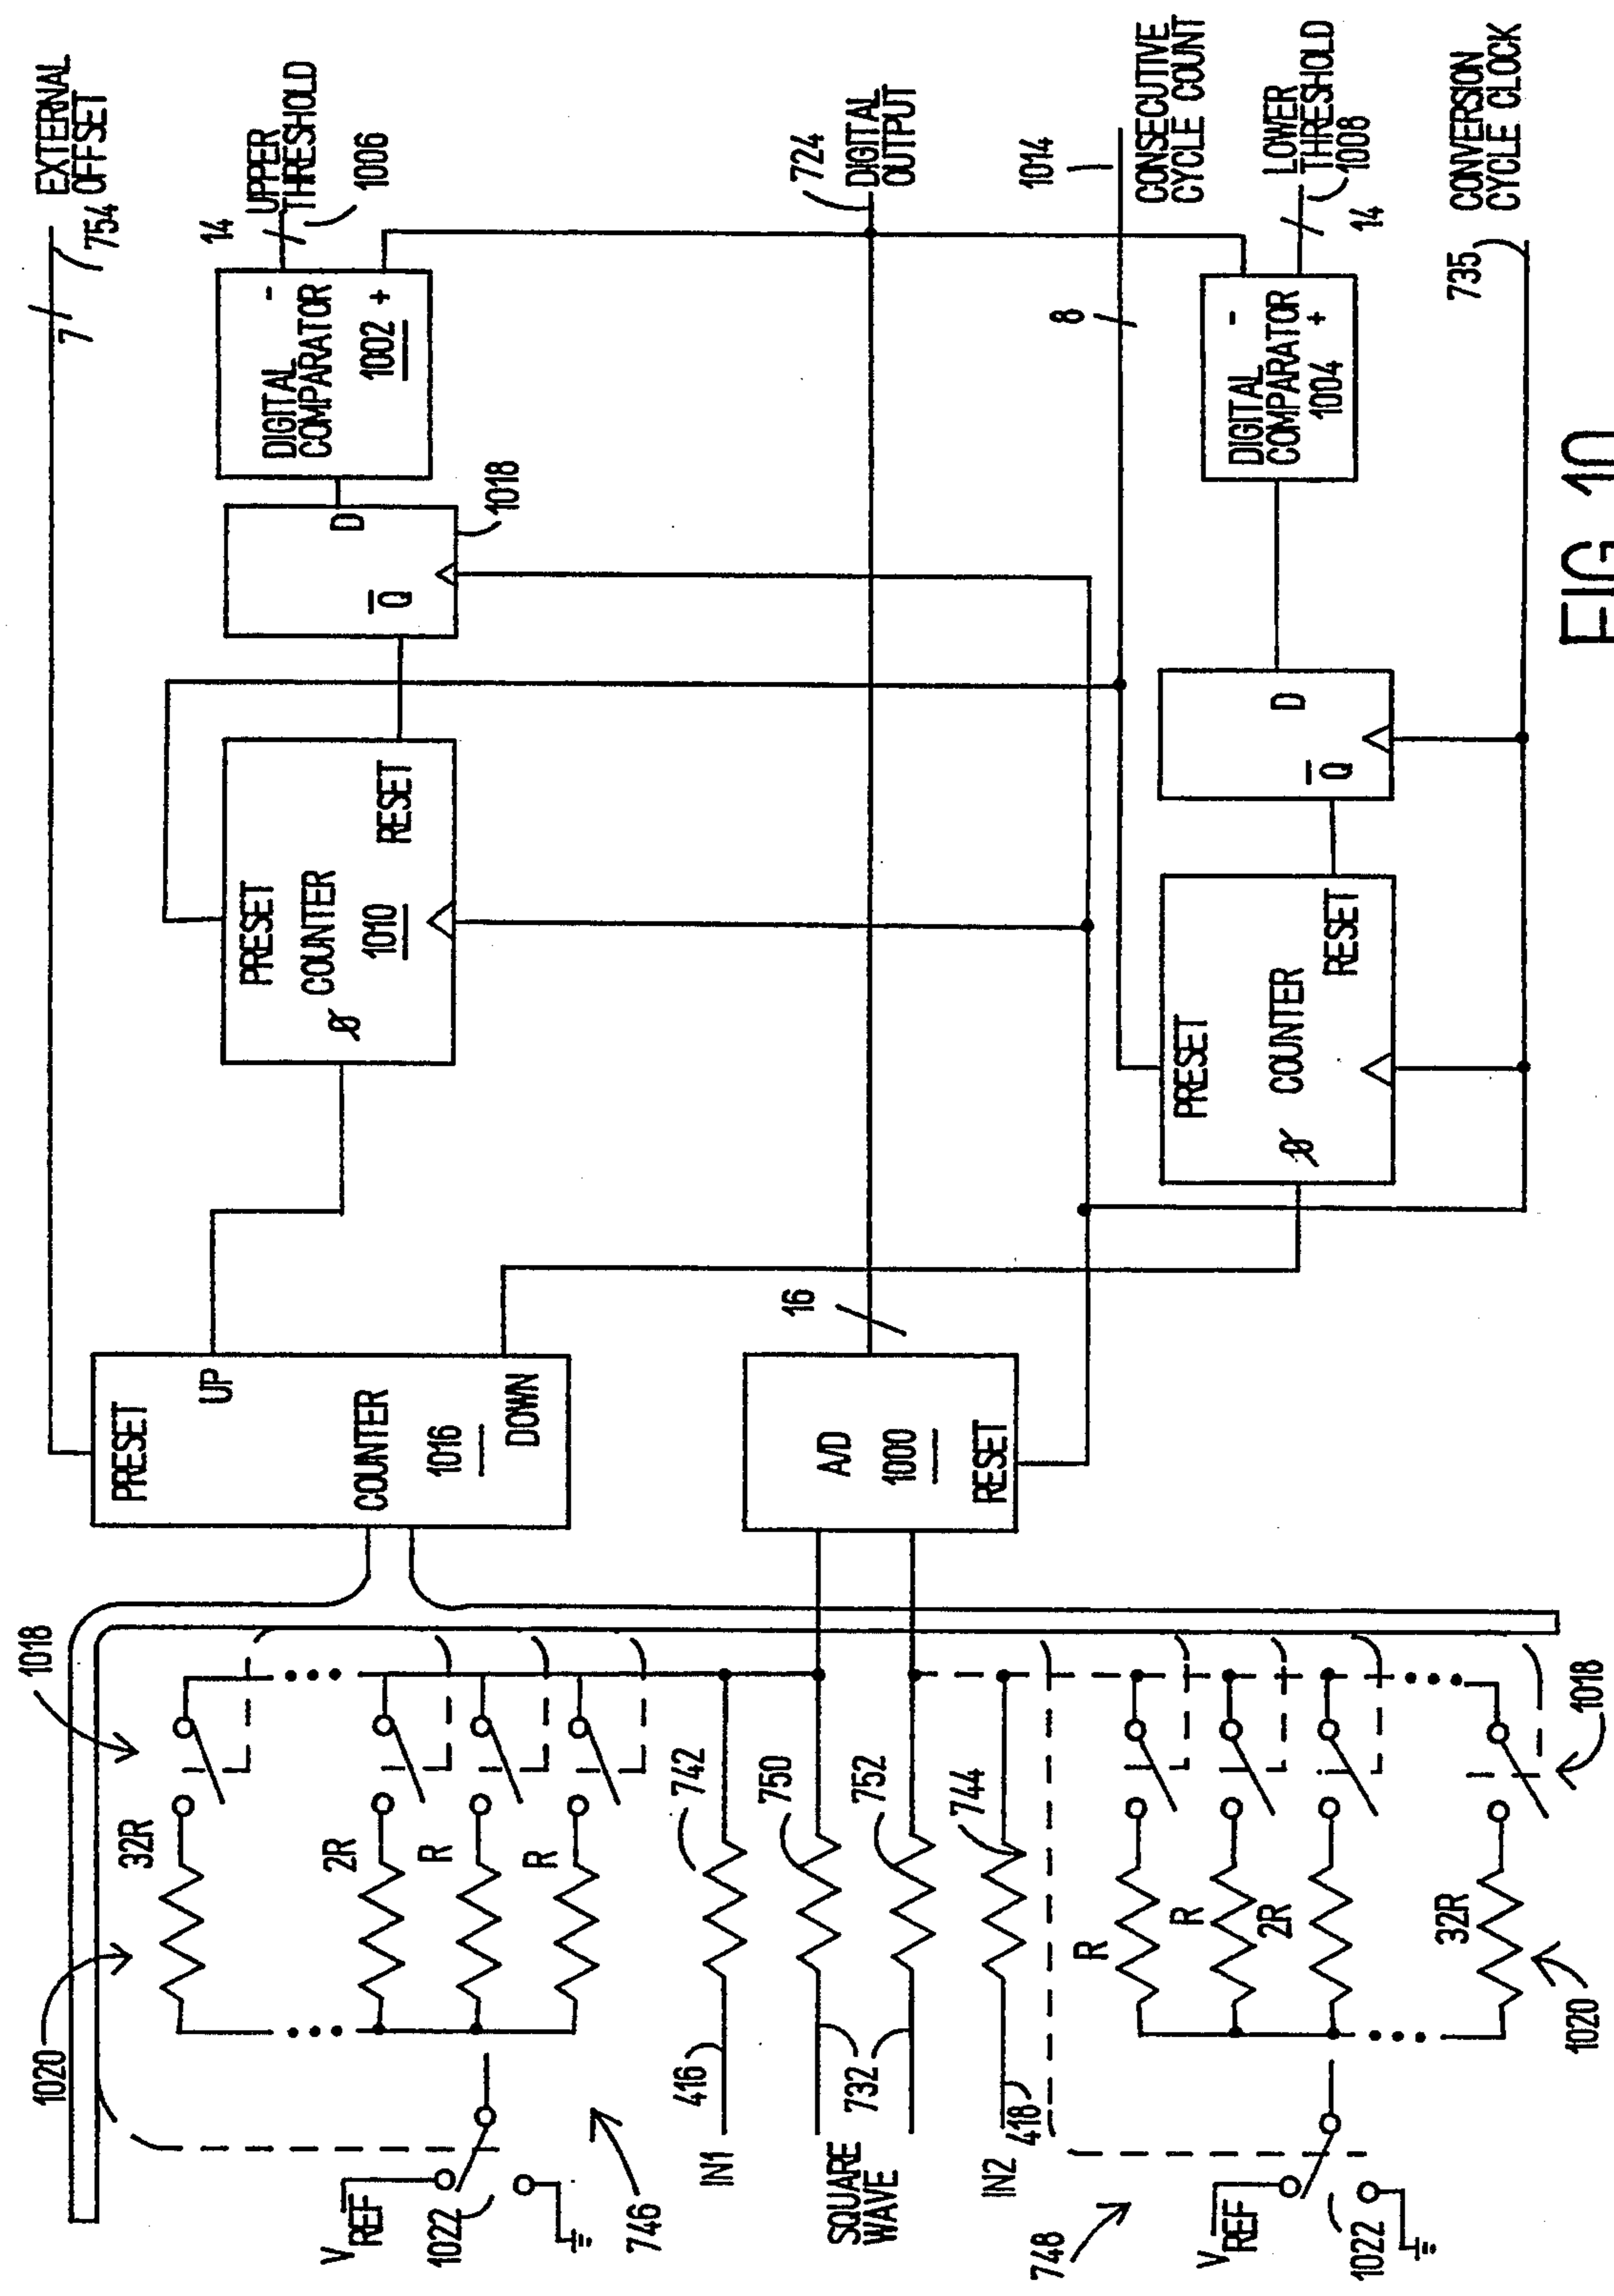 EXTERNAL
OFFSET
754
7
14
UPPER
THRESHOLD
1006
-
+
DIGITAL
COMPARATOR
1002
D
Q
1018
PRESET
COUNTER
1010
RESET
0
724
DIGITAL
OUTPUT
1014
8
CONSECUTIVE
CYCLE COUNT
LOWER
THRESHOLD
1008
14
-
+
DIGITAL
COMPARATOR
1004
D
Q
PRESET
COUNTER
RESET
0
735
CONVERSION
CYCLE CLOCK
PRESET
UP
COUNTER
1016
DOWN
16
A/D
1000
RESET
1018
1020
32R
2R
R
R
742
750
752
744
R
R
2R
32R
1018
1020
VREF
1022
746
IN1
416
SQUARE
WAVE
732
IN2
418
748
VREF
1022
FIG 10